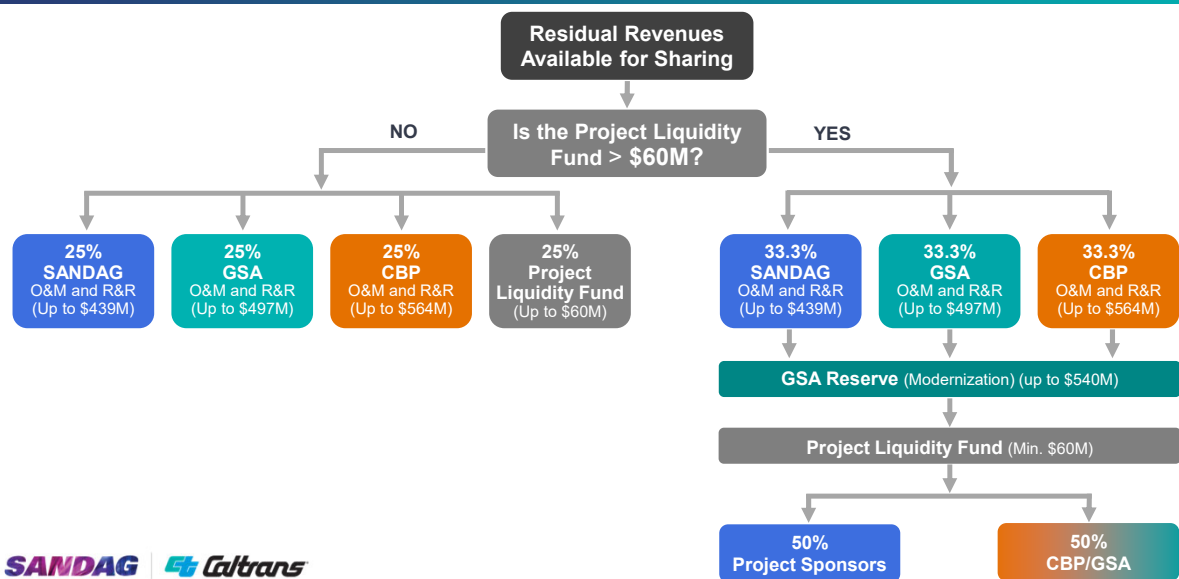 Residual Revenues
Available for Sharing
Is the Project Liquidity
Fund > $60M?
NO
YES
25%
SANDAG
O&M and R&R
(Up to $439M)
25%
GSA
O&M and R&R
(Up to $497M)
25%
CBP
O&M and R&R
(Up to $564M)
25%
Project
Liquidity Fund
(Up to $60M)
33.3%
SANDAG
O&M and R&R
(Up to $439M)
33.3%
GSA
O&M and R&R
(Up to $497M)
33.3%
CBP
O&M and R&R
(Up to $564M)
GSA Reserve (Modernization) (up to $540M)
Project Liquidity Fund (Min. $60M)
50%
Project Sponsors
50%
CBP/GSA
SANDAG
ct Caltrans